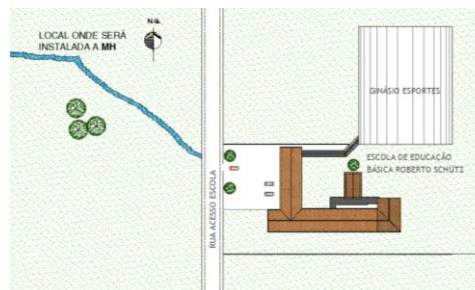 LOCAL ONDE SERÁ
INSTALADA A MH
GINÁSIO ESPORTES
ESCOLA DE EDUCAÇÃO
BÁSICA ROBERTO SCHÜTZ
RUA ACESSO ESCOLA